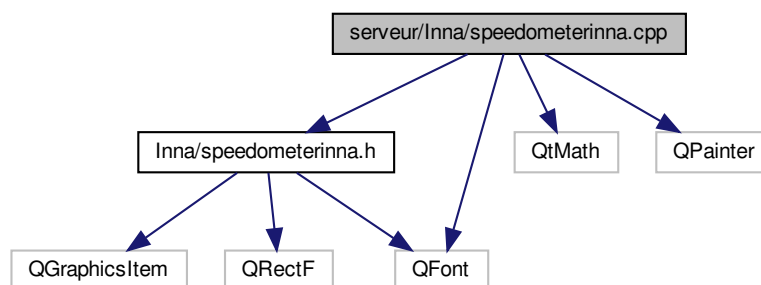 serveur/Inna/speedometerinna.cpp
Inna/speedometerinna.h
QtMath
QPainter
QGraphicsItem
QRectF
QFont